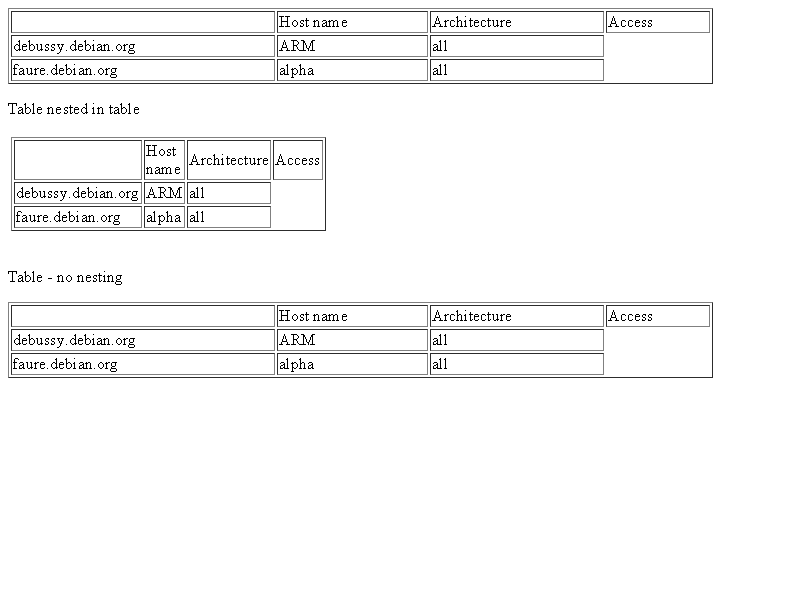 Host name Architecture Access
debussy.debian.org ARM all
faure.debian.org alpha all
Table nested in table
Host
name Architecture Access
debussy.debian.org ARM all
faure.debian.org alpha all
Table - no nesting
Host name Architecture Access
debussy.debian.org ARM all
faure.debian.org alpha all